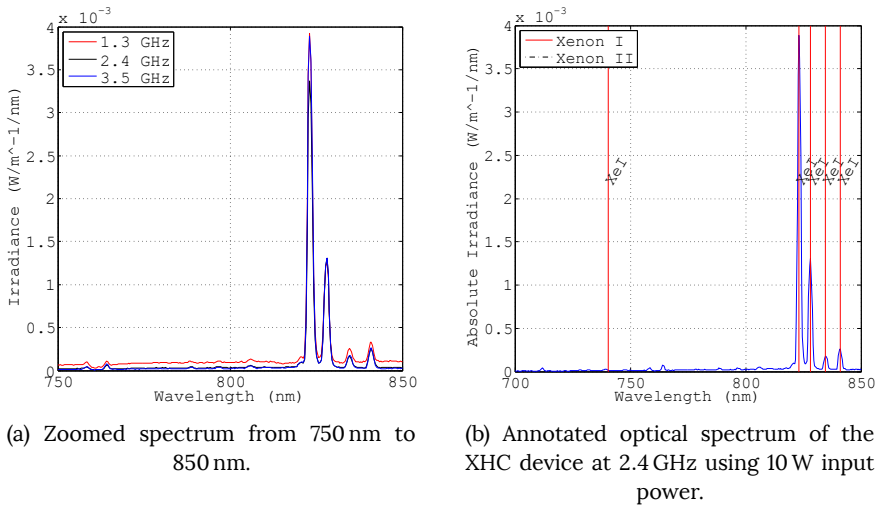 x 10^-3
4
3.5
3
2.5
2
1.5
1
0.5
0
750
800
850
Irradiance (W/m^-1/nm)
Wavelength (nm)
1.3 GHz
2.4 GHz
3.5 GHz
(a) Zoomed spectrum from 750 nm to
850 nm.
x 10^-3
4
3.5
3
2.5
2
1.5
1
0.5
0
700
750
800
850
Absolute Irradiance (W/m^-1/nm)
Wavelength (nm)
Xenon I
Xenon II
XeI
XeI
XeI
XeI
XeI
(b) Annotated optical spectrum of the
XHC device at 2.4 GHz using 10 W input
power.